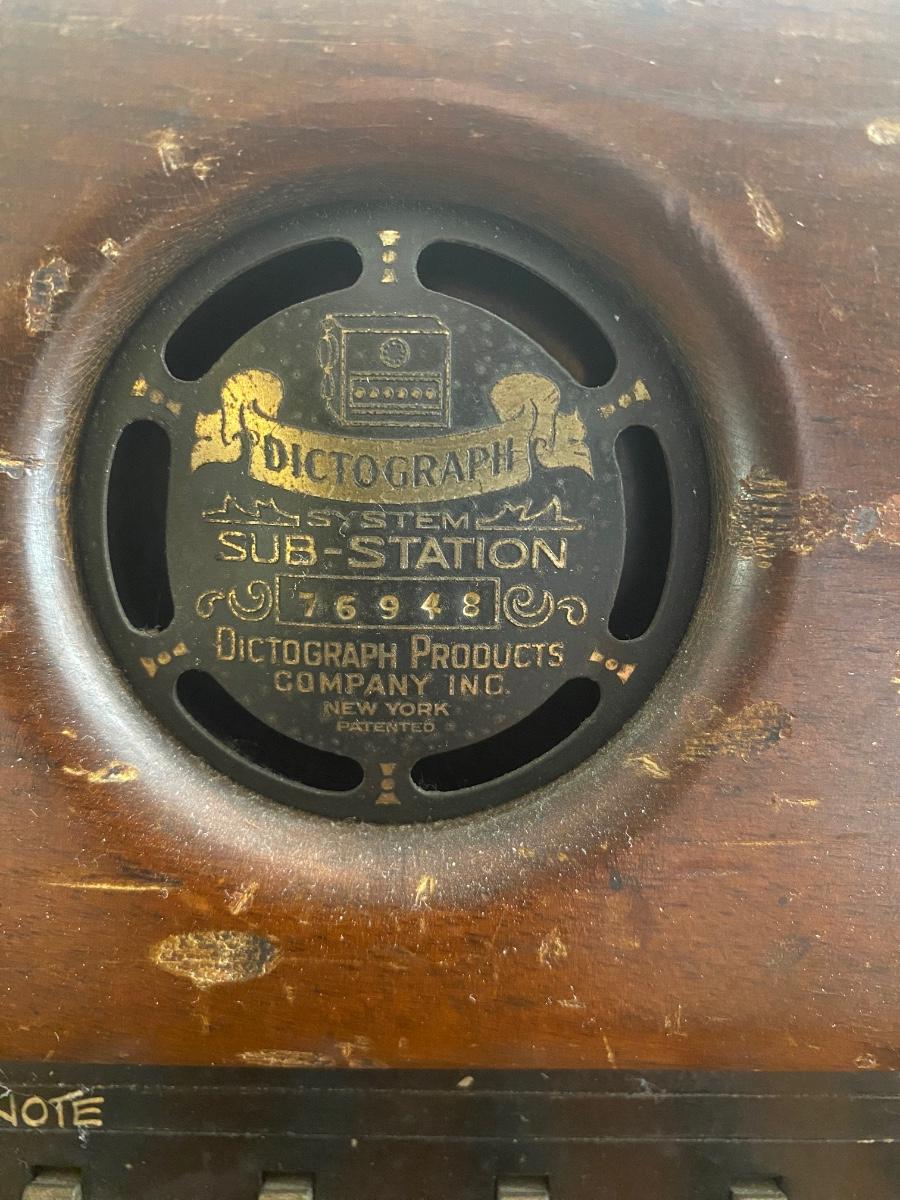 DICTOGRAPH
SYSTEM
SUB-STATION
76948
DICTOGRAPH PRODUCTS
COMPANY INC.
NEW YORK
PATENTED
NOTE